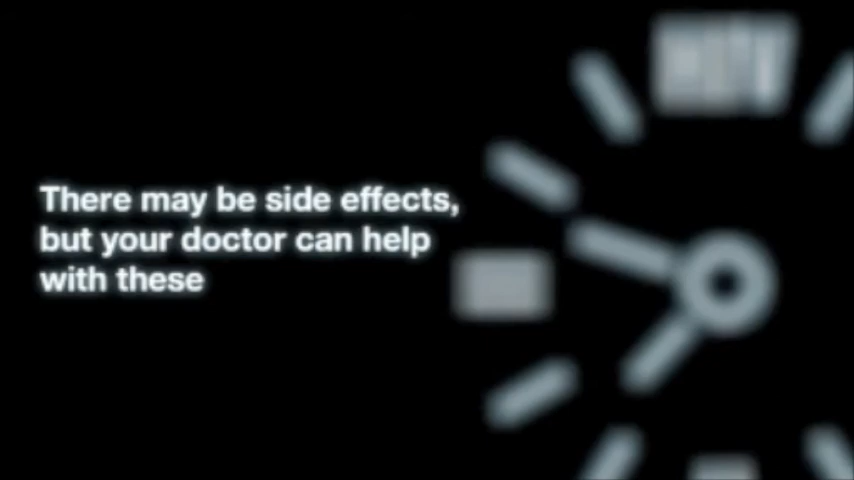 There may be side effects,
but your doctor can help
with these